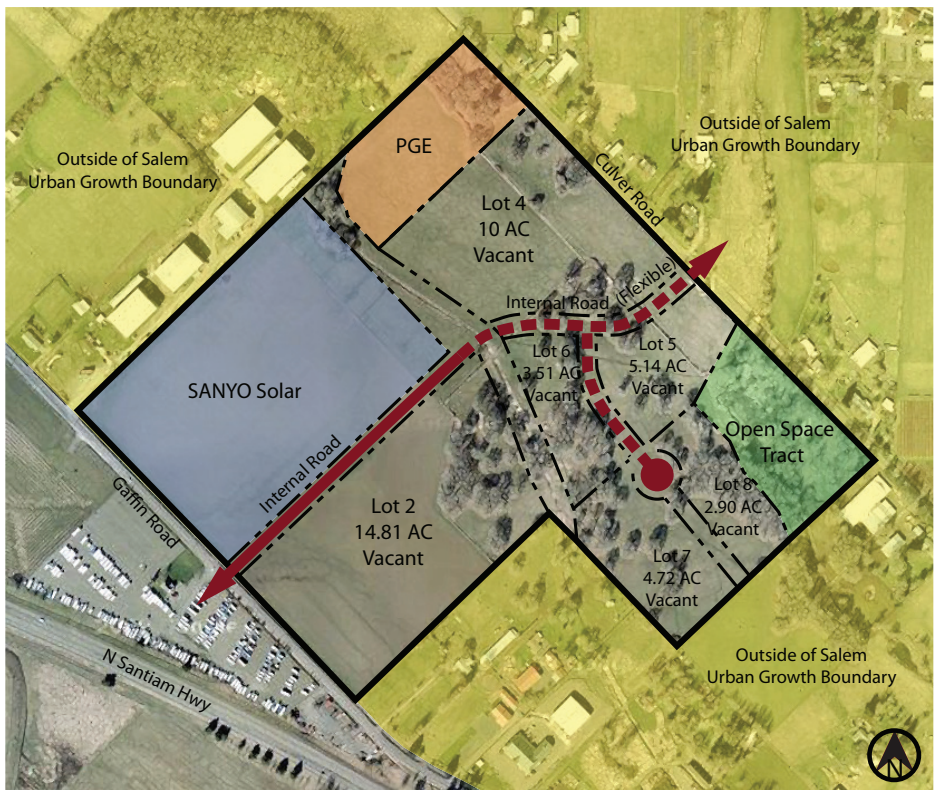 PGE
Outside of Salem
Urban Growth Boundary
Outside of Salem
Urban Growth Boundary
Culver Road
Lot 4
10 AC
Vacant
Internal Road
(Flexible)
Lot 6
3.51 AC
Vacant
Lot 5
5.14 AC
Vacant
SANYO Solar
Open Space
Tract
Internal Road
Gaffin Road
Lot 2
14.81 AC
Vacant
Lot 8
2.90 AC
Vacant
Lot 7
4.72 AC
Vacant
N Santiam Hwy
Outside of Salem
Urban Growth Boundary
N